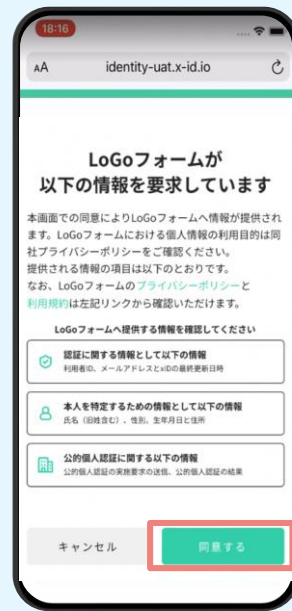 18:16
AA identity-uat.x-id.io
LoGoフォームが
以下の情報を要求しています
本画面での同意によりLoGoフォームへ情報が提供され
ます。LoGoフォームにおける個人情報の利用目的は同
社プライバシーポリシーをご確認ください。
提供される情報の項目は以下のとおりです。
なお、LoGoフォームのプライバシーポリシーと
利用規約は左記リンクから確認いただけます。
LoGoフォームへ提供する情報を確認してください
認証に関する情報として以下の情報
利用者ID、メールアドレスとxIDの最終更新日時
本人を特定するための情報として以下の情報
氏名（旧姓含む）、性別、生年月日と住所
公的個人認証に関する以下の情報
公的個人認証の実施要求の送信、公的個人認証の結果
キャンセル 同意する